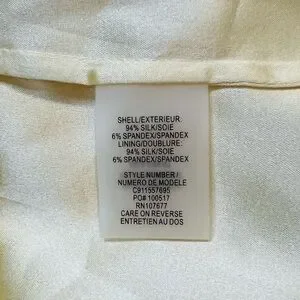 SHELL/EXTERIEUR:
94% SILK/SOIE
6% SPANDEX/SPANDEX
LINING/DOUBLURE:
94% SILK/SOIE
6% SPANDEX/SPANDEX
STYLE NUMBER /
NUMERO DE MODELE
C911557695
PO# 100517
RN107677
CARE ON REVERSE
ENTRETIEN AU DOS